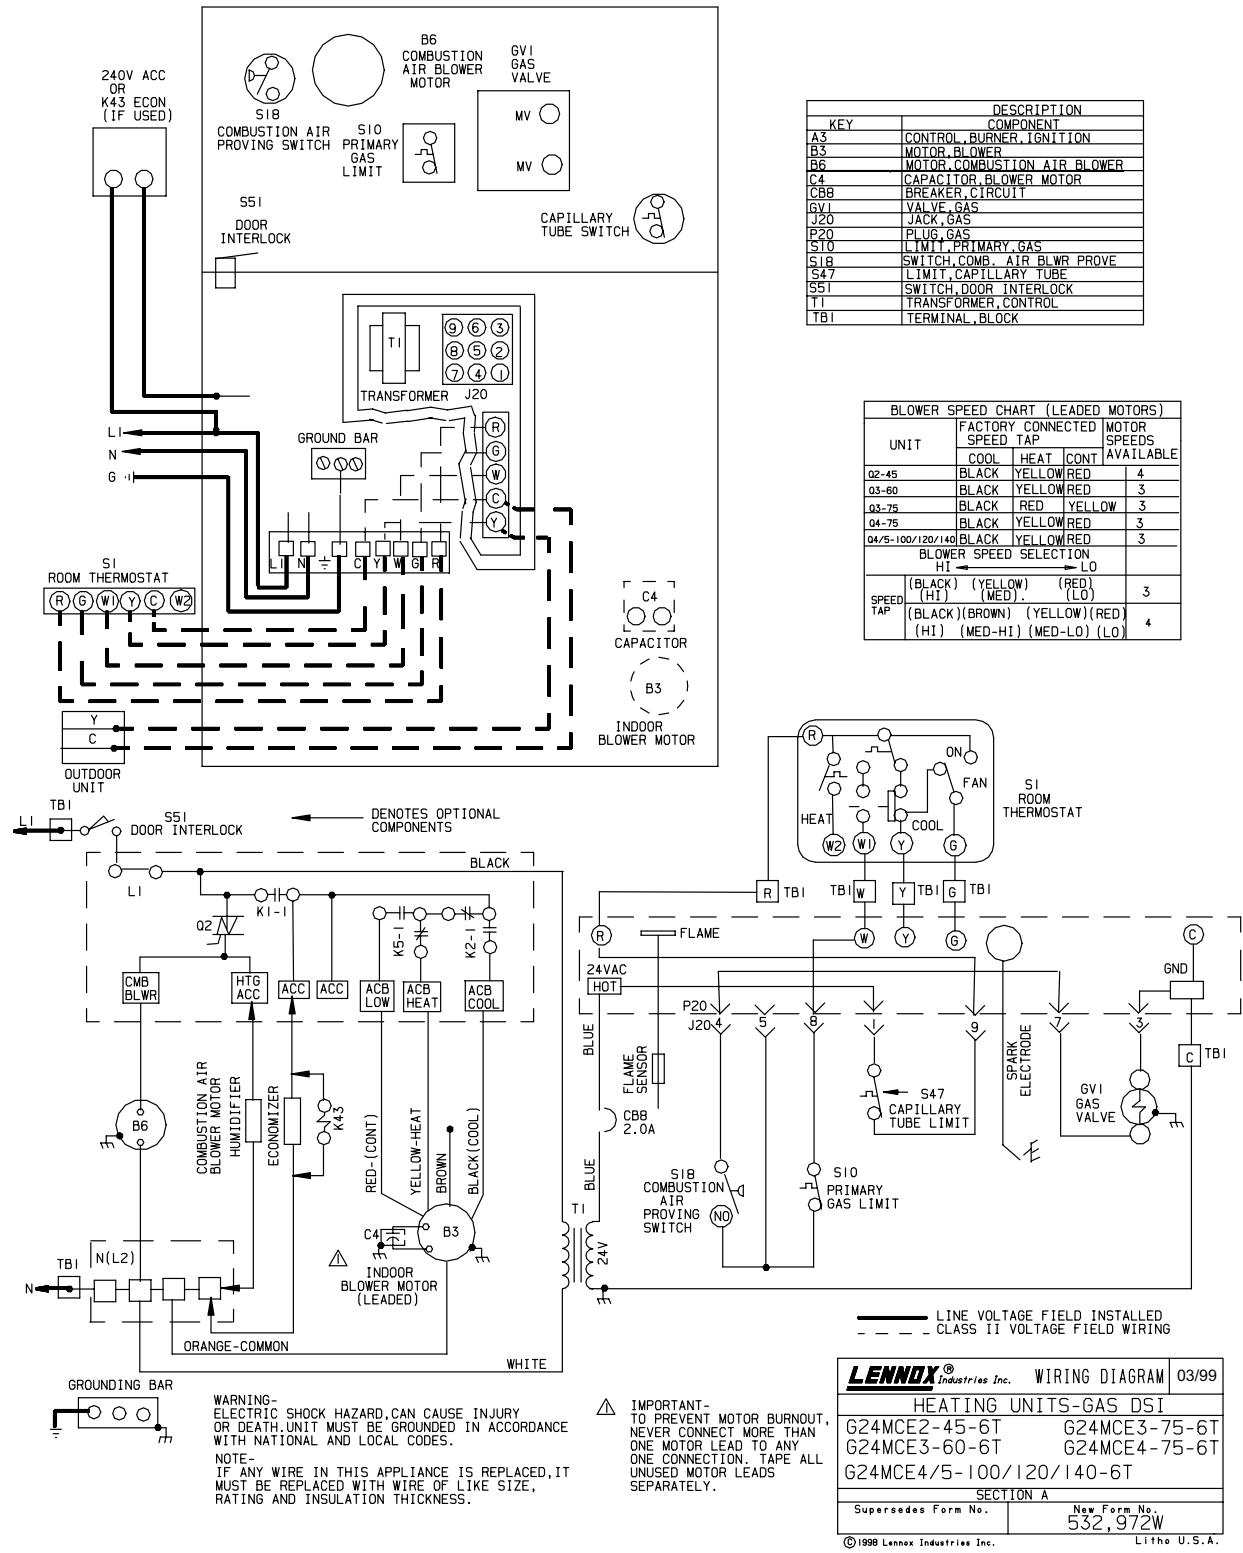 B6
COMBUSTION
AIR BLOWER
MOTOR
GV1
GAS
VALVE
240V ACC
OR
K43 ECON
(IF USED)
S18
COMBUSTION AIR
PROVING SWITCH
S10
PRIMARY
GAS
LIMIT
MV
MV
S51
DOOR
INTERLOCK
CAPILLARY
TUBE SWITCH
DESCRIPTION
KEY COMPONENT
A3 CONTROL,BURNER,IGNITION
B3 MOTOR,BLOWER
B6 MOTOR,COMBUSTION AIR BLOWER
C4 CAPACITOR,BLOWER MOTOR
CB8 BREAKER,CIRCUIT
GV1 VALVE,GAS
J20 JACK,GAS
P20 PLUG,GAS
S10 LIMIT,PRIMARY,GAS
S18 SWITCH,COMB. AIR BLWR PROVE
S47 LIMIT,CAPILLARY TUBE
S51 SWITCH,DOOR INTERLOCK
T1 TRANSFORMER,CONTROL
TB1 TERMINAL,BLOCK
T1
9 6 3
8 5 2
7 4 1
TRANSFORMER J20
L1
N
G
GROUND BAR
R
G
W
C
Y
L1 N C Y W G R
S1
ROOM THERMOSTAT
R G W1 Y C W2
C4
CAPACITOR
B3
INDOOR
BLOWER MOTOR
Y
C
OUTDOOR
UNIT
BLOWER SPEED CHART (LEADED MOTORS)
UNIT
FACTORY CONNECTED
SPEED TAP
MOTOR
SPEEDS
AVAILABLE
COOL HEAT CONT
Q2-45 BLACK YELLOW RED 4
Q3-60 BLACK YELLOW RED 3
Q3-75 BLACK RED YELLOW 3
Q4-75 BLACK YELLOW RED 3
Q4/5-100/120/140 BLACK YELLOW RED 3
BLOWER SPEED SELECTION
HI LO
SPEED
TAP
(BLACK) (YELLOW) (RED)
(HI) (MED). (LO)
3
(BLACK)(BROWN) (YELLOW)(RED)
(HI) (MED-HI) (MED-LO) (LO)
4
TB1
L1
S51
DOOR INTERLOCK
DENOTES OPTIONAL
COMPONENTS
BLACK
L1
Q2
K1-1
K5-1
K2-1
CMB
BLWR
HTG
ACC
ACC
ACC
ACB
LOW
ACB
HEAT
ACB
COOL
B6
COMBUSTION AIR
BLOWER MOTOR
HUMIDIFIER
ECONOMIZER
K43
RED-(CONT)
YELLOW-HEAT
BROWN
BLACK(COOL)
C4
B3
INDOOR
BLOWER MOTOR
(LEADED)
N
TB1
N(L2)
ORANGE-COMMON
WHITE
R
ON
FAN
HEAT
COOL
W2 W1 Y G
S1
ROOM
THERMOSTAT
R TB1
TB1 W
Y TB1
G TB1
R
FLAME
W Y G
C
24VAC
HOT
GND
P20
J20
4 5 8 1 9 7 3
BLUE
FLAME
SENSOR
CB8
2.0A
BLUE
S47
CAPILLARY
TUBE LIMIT
SPARK
ELECTRODE
GV1
GAS
VALVE
C TB1
S18
COMBUSTION
AIR
PROVING
SWITCH
NO
S10
PRIMARY
GAS LIMIT
T1
24V
LINE VOLTAGE FIELD INSTALLED
CLASS II VOLTAGE FIELD WIRING
GROUNDING BAR
WARNING-
ELECTRIC SHOCK HAZARD,CAN CAUSE INJURY
OR DEATH.UNIT MUST BE GROUNDED IN ACCORDANCE
WITH NATIONAL AND LOCAL CODES.
NOTE-
IF ANY WIRE IN THIS APPLIANCE IS REPLACED,IT
MUST BE REPLACED WITH WIRE OF LIKE SIZE,
RATING AND INSULATION THICKNESS.
IMPORTANT-
TO PREVENT MOTOR BURNOUT,
NEVER CONNECT MORE THAN
ONE MOTOR LEAD TO ANY
ONE CONNECTION. TAPE ALL
UNUSED MOTOR LEADS
SEPARATELY.
LENNOX® Industries Inc. WIRING DIAGRAM 03/99
HEATING UNITS-GAS DSI
G24MCE2-45-6T G24MCE3-75-6T
G24MCE3-60-6T G24MCE4-75-6T
G24MCE4/5-100/120/140-6T
SECTION A
Supersedes Form No. New Form No.
532,972W
©1998 Lennox Industries Inc. Litho U.S.A.